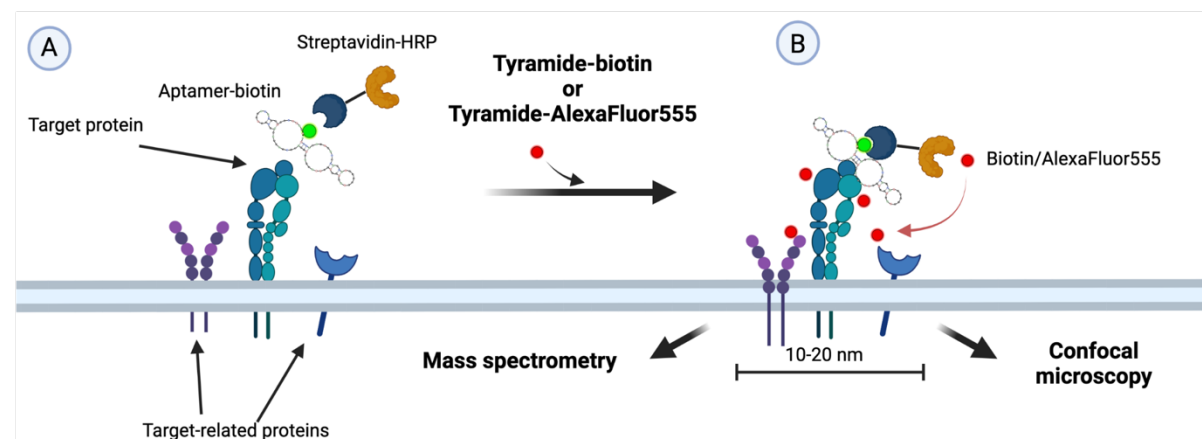 A
Streptavidin-HRP
Aptamer-biotin
Target protein
Tyramide-biotin
or
Tyramide-AlexaFluor555
B
Biotin/AlexaFluor555
Mass spectrometry
10-20 nm
Confocal
microscopy
Target-related proteins